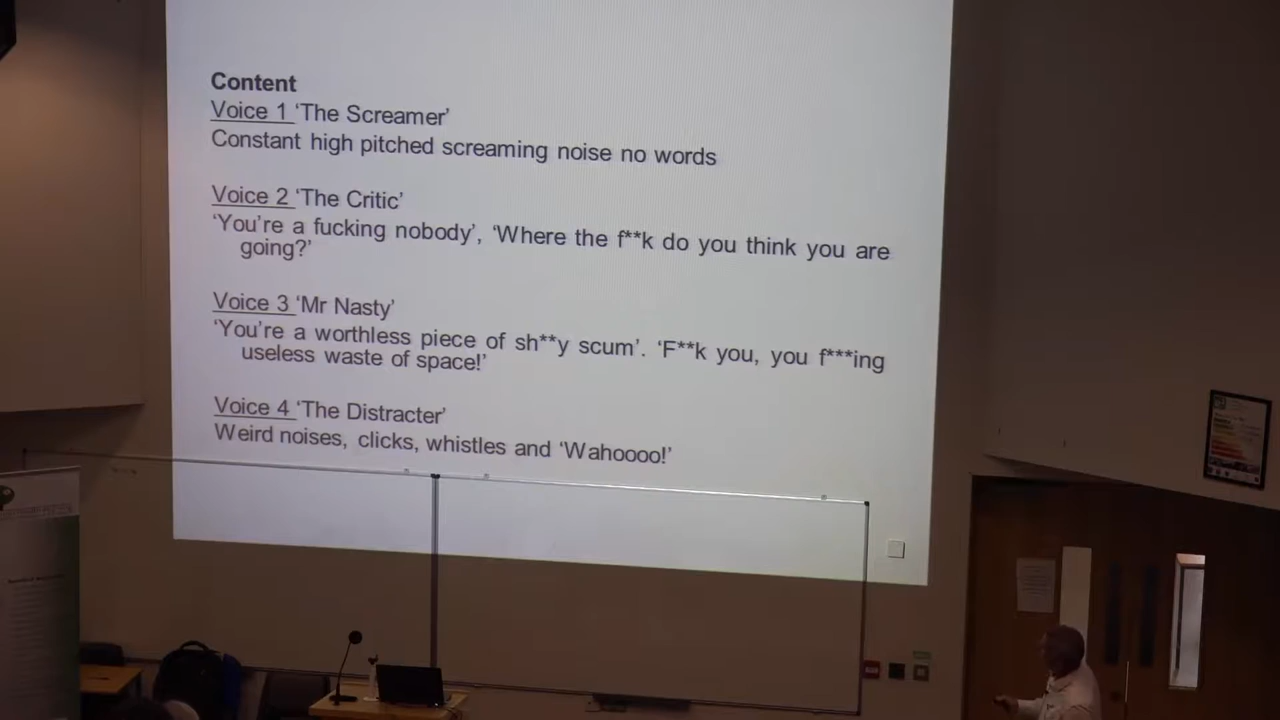 Content
Voice 1 ‘The Screamer’
Constant high pitched screaming noise no words
Voice 2 ‘The Critic’
‘You’re a fucking nobody’, ‘Where the f**k do you think you are
going?’
Voice 3 ‘Mr Nasty’
‘You’re a worthless piece of sh**y scum’. ‘F**k you, you f***ing
useless waste of space!’
Voice 4 ‘The Distracter’
Weird noises, clicks, whistles and ‘Wahoooo!’